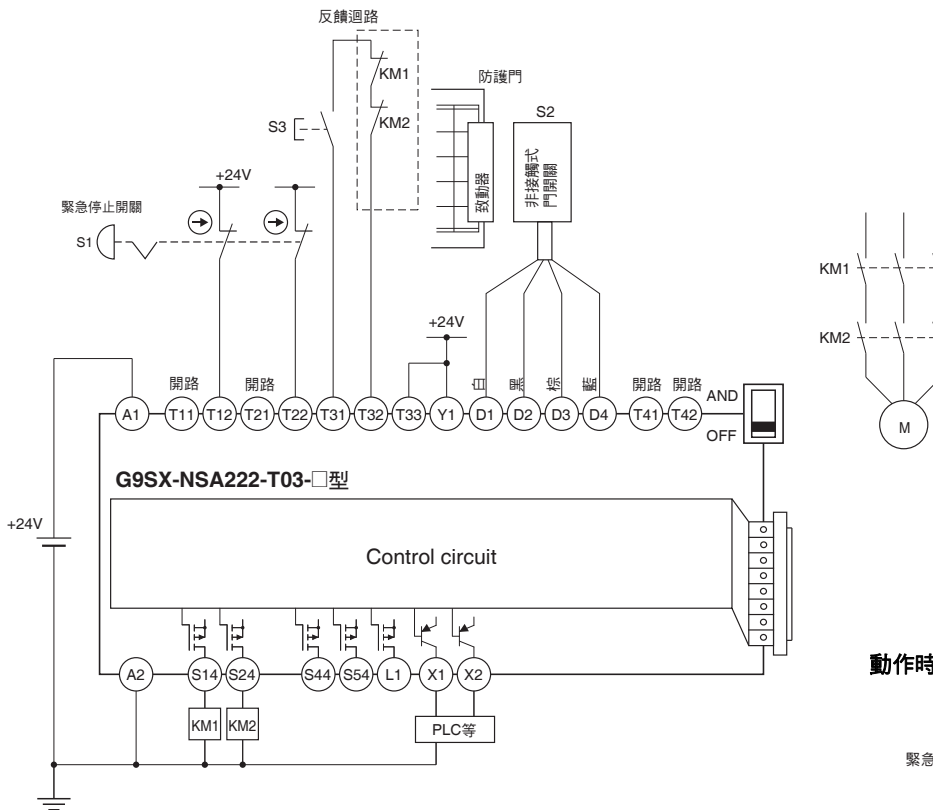 反饋迴路
KM1
KM2
S3
防護門
致動器
S2
非接觸式
門開關
+24V
緊急停止開關
S1
KM1
KM2
M
+24V
白
黑
棕
藍
開路
開路
開路
開路
A1
T11
T12
T21
T22
T31
T32
T33
Y1
D1
D2
D3
D4
T41
T42
AND
OFF
G9SX-NSA222-T03-□型
+24V
Control circuit
A2
S14
S24
S44
S54
L1
X1
X2
KM1
KM2
PLC等
動作時
緊急